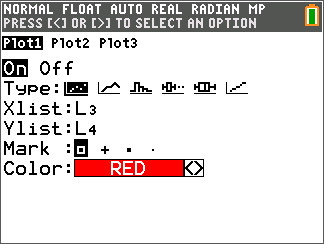 NORMAL FLOAT AUTO REAL RADIAN MP
PRESS [<] OR [>] TO SELECT AN OPTION
Plot1 Plot2 Plot3
On Off
Type:
Xlist:L₃
Ylist:L₄
Mark : + ▪ ·
Color: RED